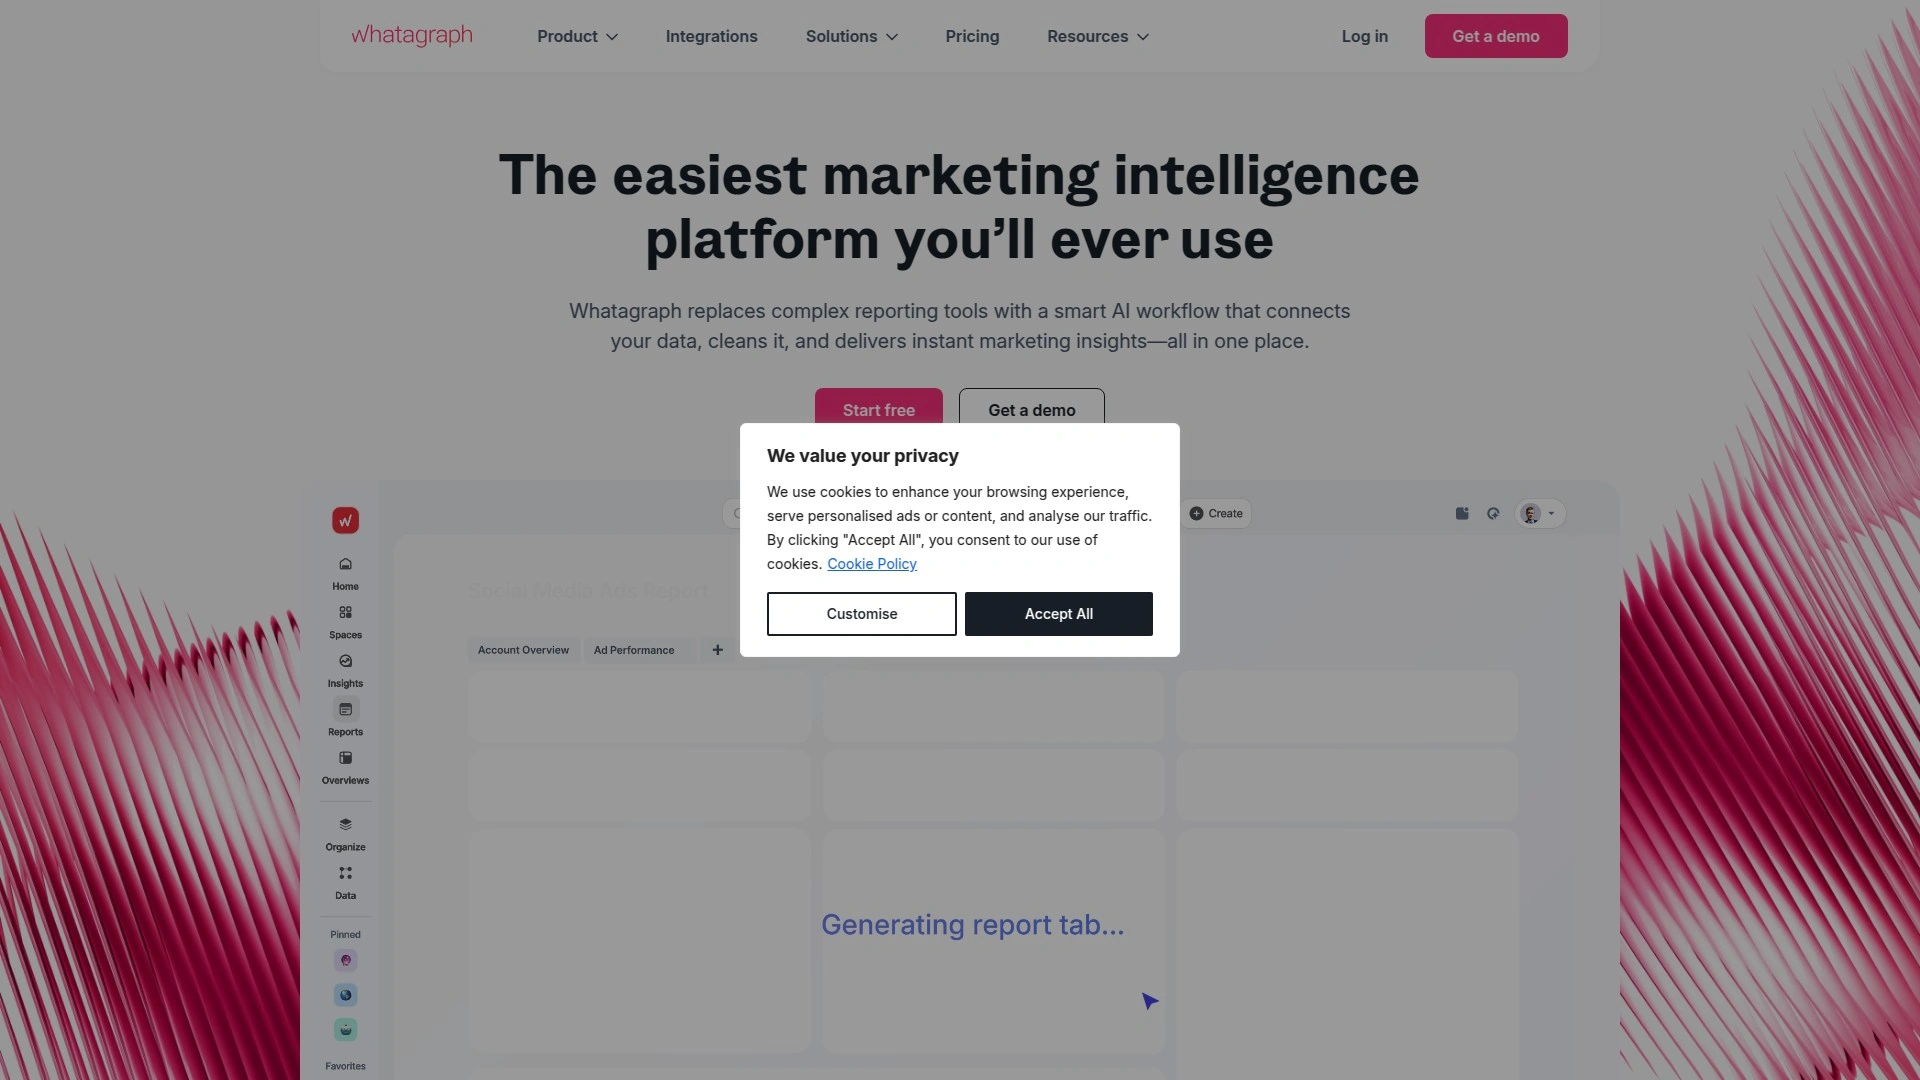 whatagraph
Product
Integrations
Solutions
Pricing
Resources
Log in
Get a demo
The easiest marketing intelligence
platform you’ll ever use
Whatagraph replaces complex reporting tools with a smart AI workflow that connects
your data, cleans it, and delivers instant marketing insights—all in one place.
Start free
Get a demo
We value your privacy
We use cookies to enhance your browsing experience,
serve personalised ads or content, and analyse our traffic.
By clicking "Accept All", you consent to our use of
cookies. Cookie Policy
Customise
Accept All
Create
Home
Spaces
Insights
Reports
Overviews
Organize
Data
Pinned
Favorites
Social Media Ads Report
Account Overview
Ad Performance
Generating report tab...